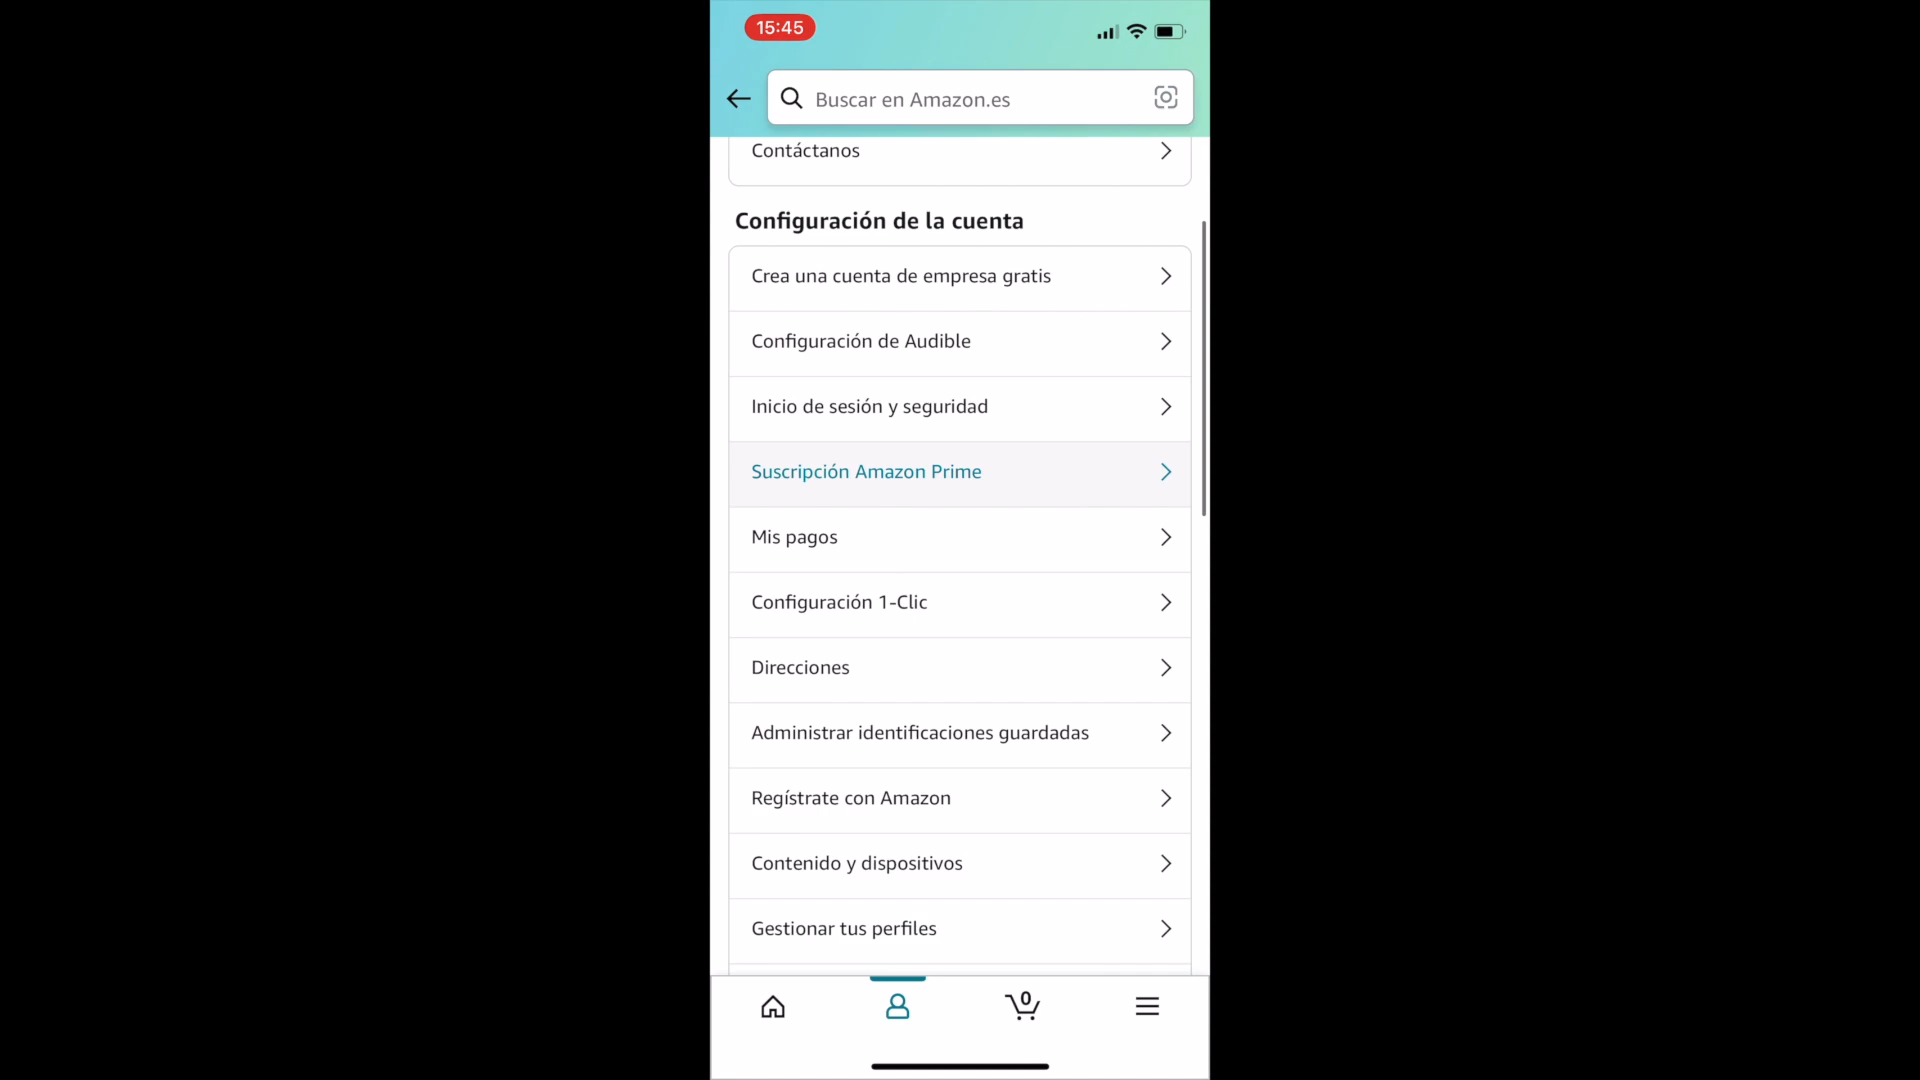 15:45
Buscar en Amazon.es
Contáctanos
Configuración de la cuenta
Crea una cuenta de empresa gratis
Configuración de Audible
Inicio de sesión y seguridad
Suscripción Amazon Prime
Mis pagos
Configuración 1-Clic
Direcciones
Administrar identificaciones guardadas
Regístrate con Amazon
Contenido y dispositivos
Gestionar tus perfiles
0